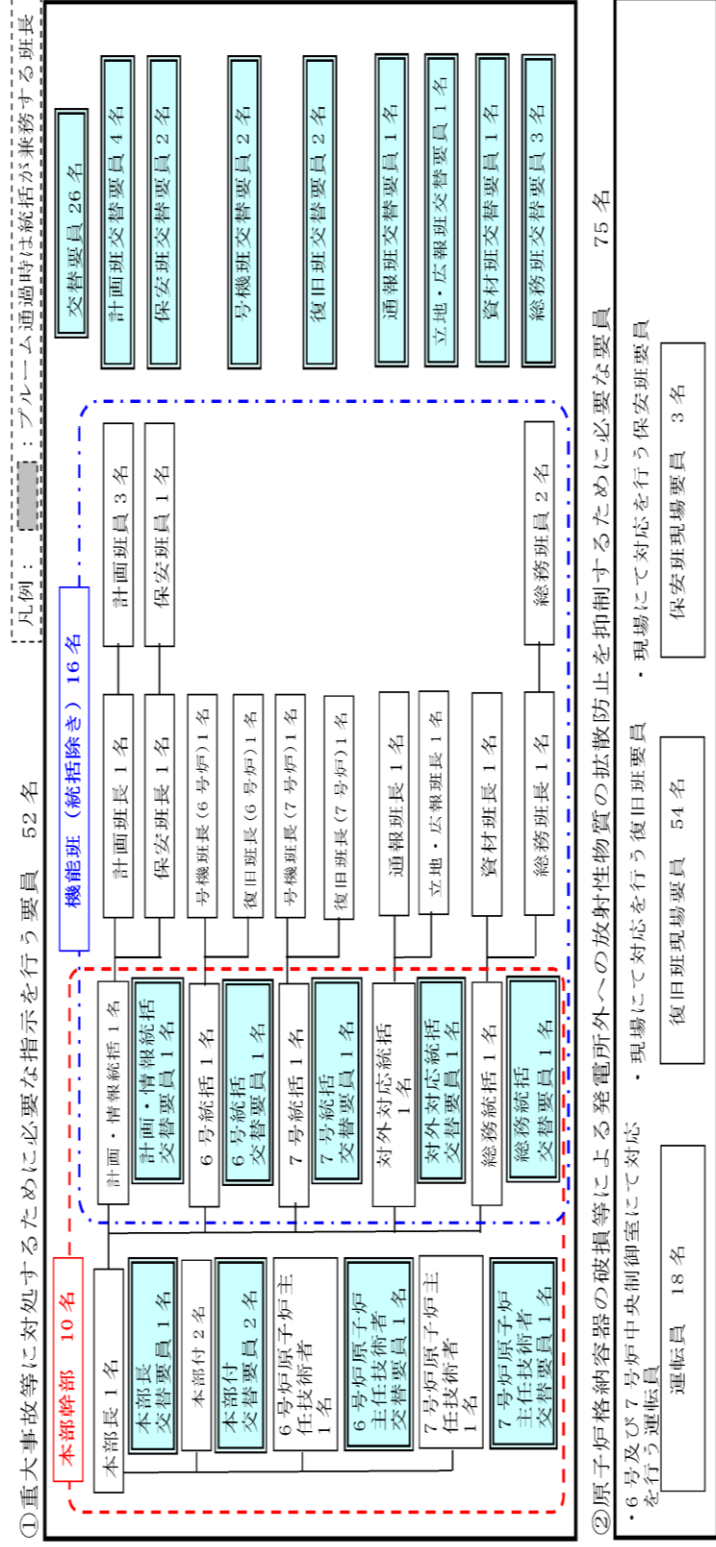 ①重大事故等に対処するために必要な指示を行う要員　52名
凡例：　　：プルーム通過時は統括が兼務する班長
本部幹部　10名
機能班（統括除き）16名
交替要員 26名
本部長 1名
本部長
交替要員 1名
本部付 2名
本部付
交替要員 2名
6号炉原子炉主
任技術者
1名
6号炉原子炉
主任技術者
交替要員 1名
7号炉原子炉主
任技術者
1名
7号炉原子炉
主任技術者
交替要員 1名
計画・情報統括 1名
計画・情報統括
交替要員 1名
6号統括 1名
6号統括
交替要員 1名
7号統括 1名
7号統括
交替要員 1名
対外対応統括
1名
対外対応統括
交替要員 1名
総務統括 1名
総務統括
交替要員 1名
計画班長 1名
保安班長 1名
号機班長(6号炉)1名
復旧班長(6号炉)1名
号機班長(7号炉)1名
復旧班長(7号炉)1名
通報班長 1名
立地・広報班長 1名
資材班長 1名
総務班長 1名
計画班員 3名
保安班員 1名
総務班員 2名
計画班交替要員 4名
保安班交替要員 2名
号機班交替要員 2名
復旧班交替要員 2名
通報班交替要員 1名
立地・広報班交替要員 1名
資材班交替要員 1名
総務班交替要員 3名
②原子炉格納容器の破損等による発電所外への放射性物質の拡散防止を抑制するために必要な要員　75名
・6号及び7号炉中央制御室にて対応
を行う運転員
運転員　18名
・現場にて対応を行う復旧班要員
復旧班現場要員　54名
・現場にて対応を行う保安班要員
保安班現場要員　3名